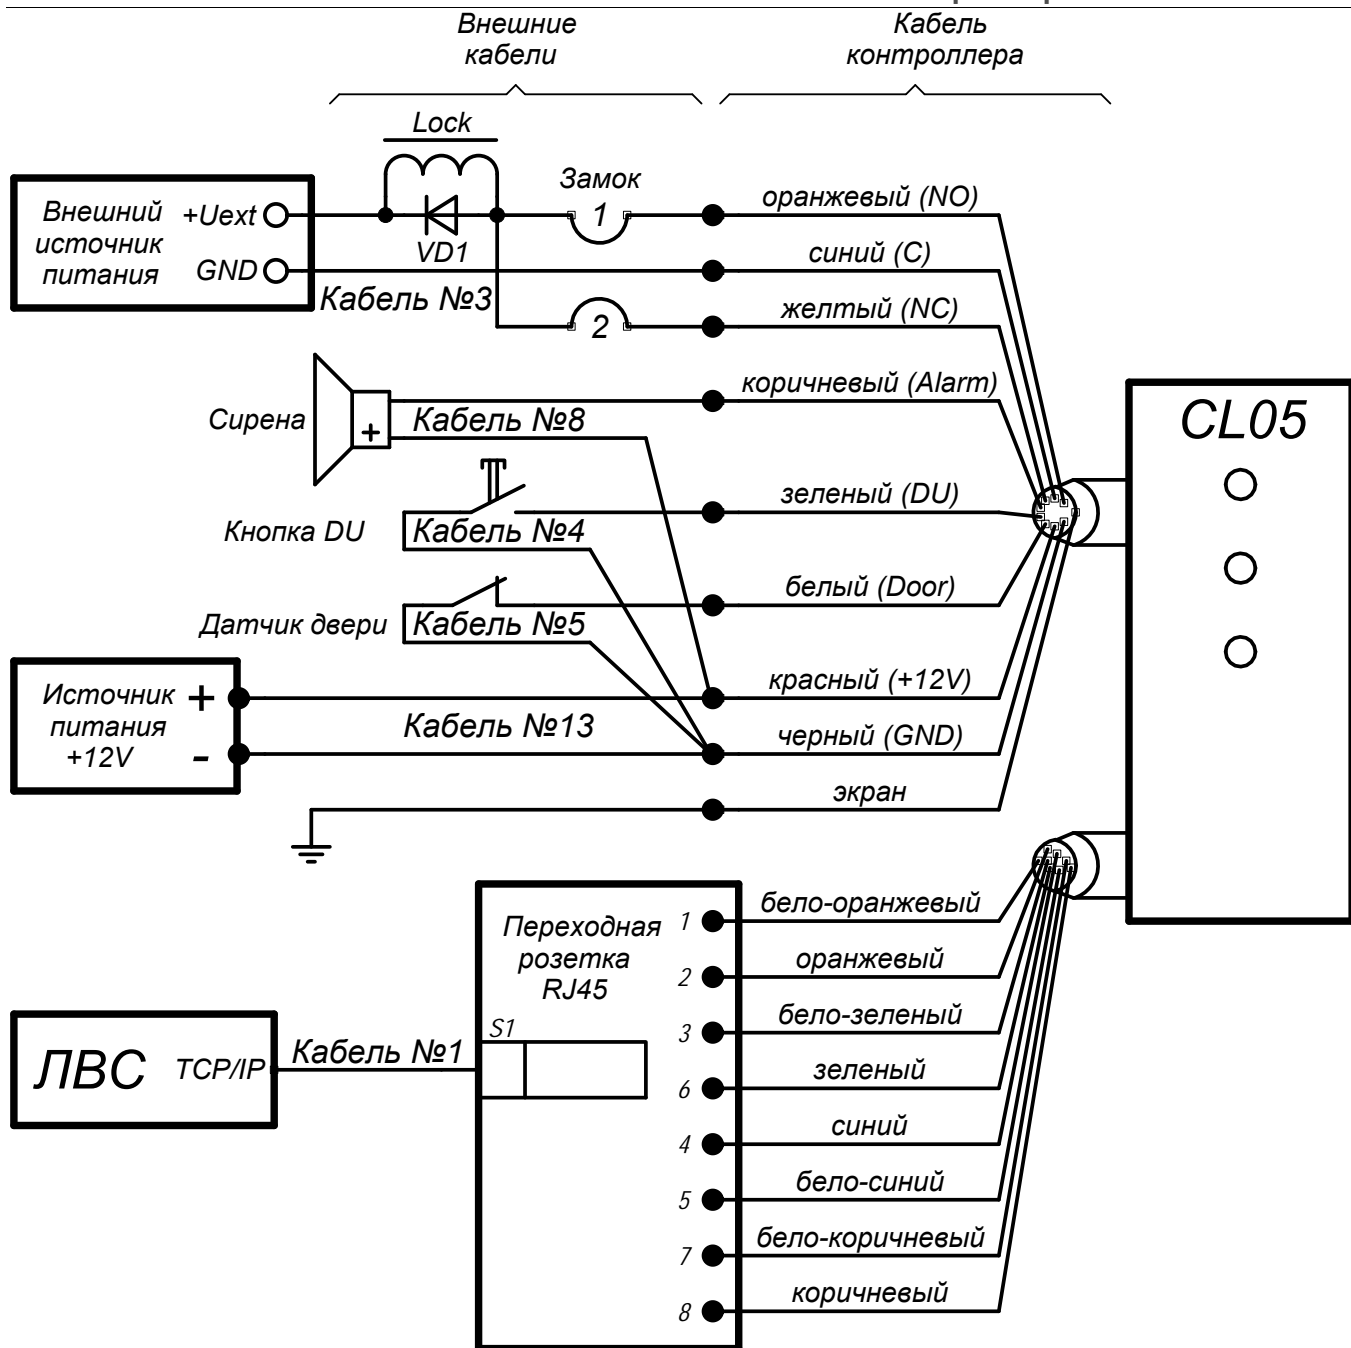 Внешние
кабели
Кабель
контроллера
Lock
Замок
1
оранжевый (NO)
Внешний
источник
питания
+Uext
GND
VD1
синий (C)
Кабель №3
2
желтый (NC)
коричневый (Alarm)
Сирена
+
Кабель №8
CL05
зеленый (DU)
Кнопка DU
Кабель №4
белый (Door)
Датчик двери
Кабель №5
Источник
питания
+12V
+
-
красный (+12V)
Кабель №13
черный (GND)
экран
Переходная
розетка
RJ45
S1
1
бело-оранжевый
2
оранжевый
3
бело-зеленый
ЛВС
TCP/IP
Кабель №1
6
зеленый
4
синий
5
бело-синий
7
бело-коричневый
8
коричневый